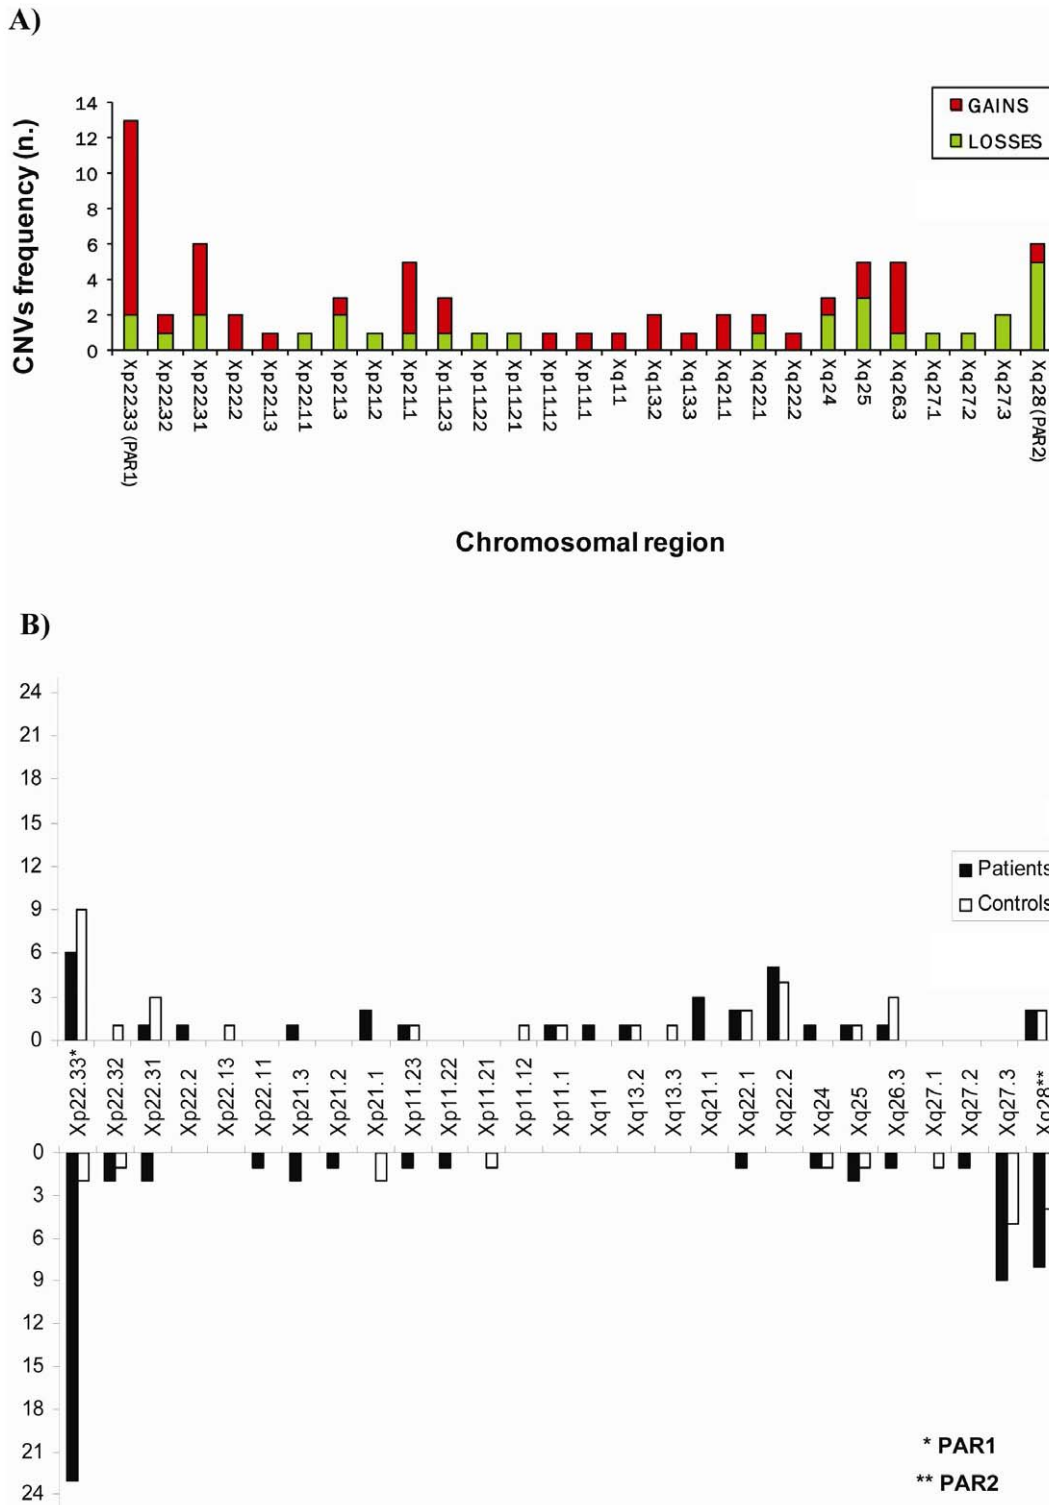 A)
CNVs frequency (n.)
14
12
10
8
6
4
2
0
GAINS
LOSSES
Xp22.33 (PAR1)
Xp22.32
Xp22.31
Xp22.2
Xp22.13
Xp22.11
Xp21.3
Xp21.2
Xp21.1
Xp11.23
Xp11.22
Xp11.21
Xp11.12
Xp11.1
Xq11
Xq13.2
Xq13.3
Xq21.1
Xq22.1
Xq22.2
Xq24
Xq25
Xq26.3
Xq27.1
Xq27.2
Xq27.3
Xq28 (PAR2)
Chromosomal region
B)
24
21
18
15
12
9
6
3
0
Patients
Controls
Xp22.33*
Xp22.32
Xp22.31
Xp22.2
Xp22.13
Xp22.11
Xp21.3
Xp21.2
Xp21.1
Xp11.23
Xp11.22
Xp11.21
Xp11.12
Xp11.1
Xq11
Xq13.2
Xq13.3
Xq21.1
Xq22.1
Xq22.2
Xq24
Xq25
Xq26.3
Xq27.1
Xq27.2
Xq27.3
Xq28**
0
3
6
9
12
15
18
21
24
* PAR1
** PAR2